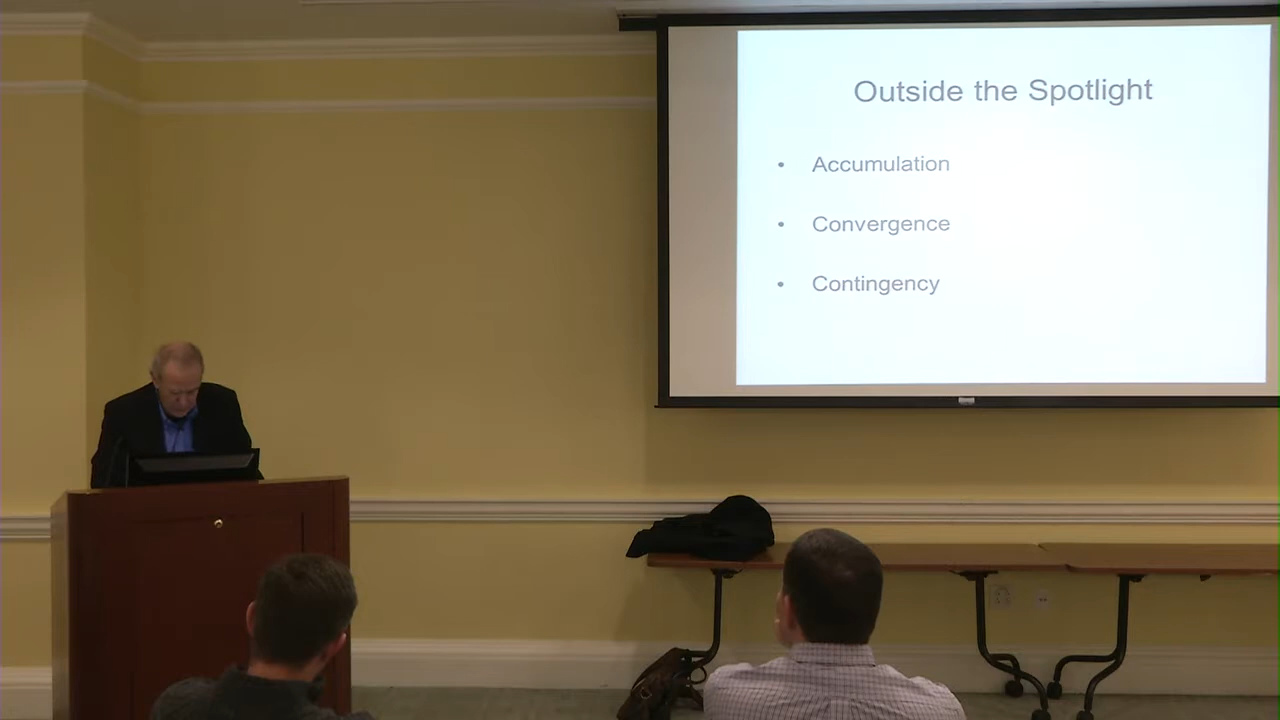 Outside the Spotlight
• Accumulation
• Convergence
• Contingency